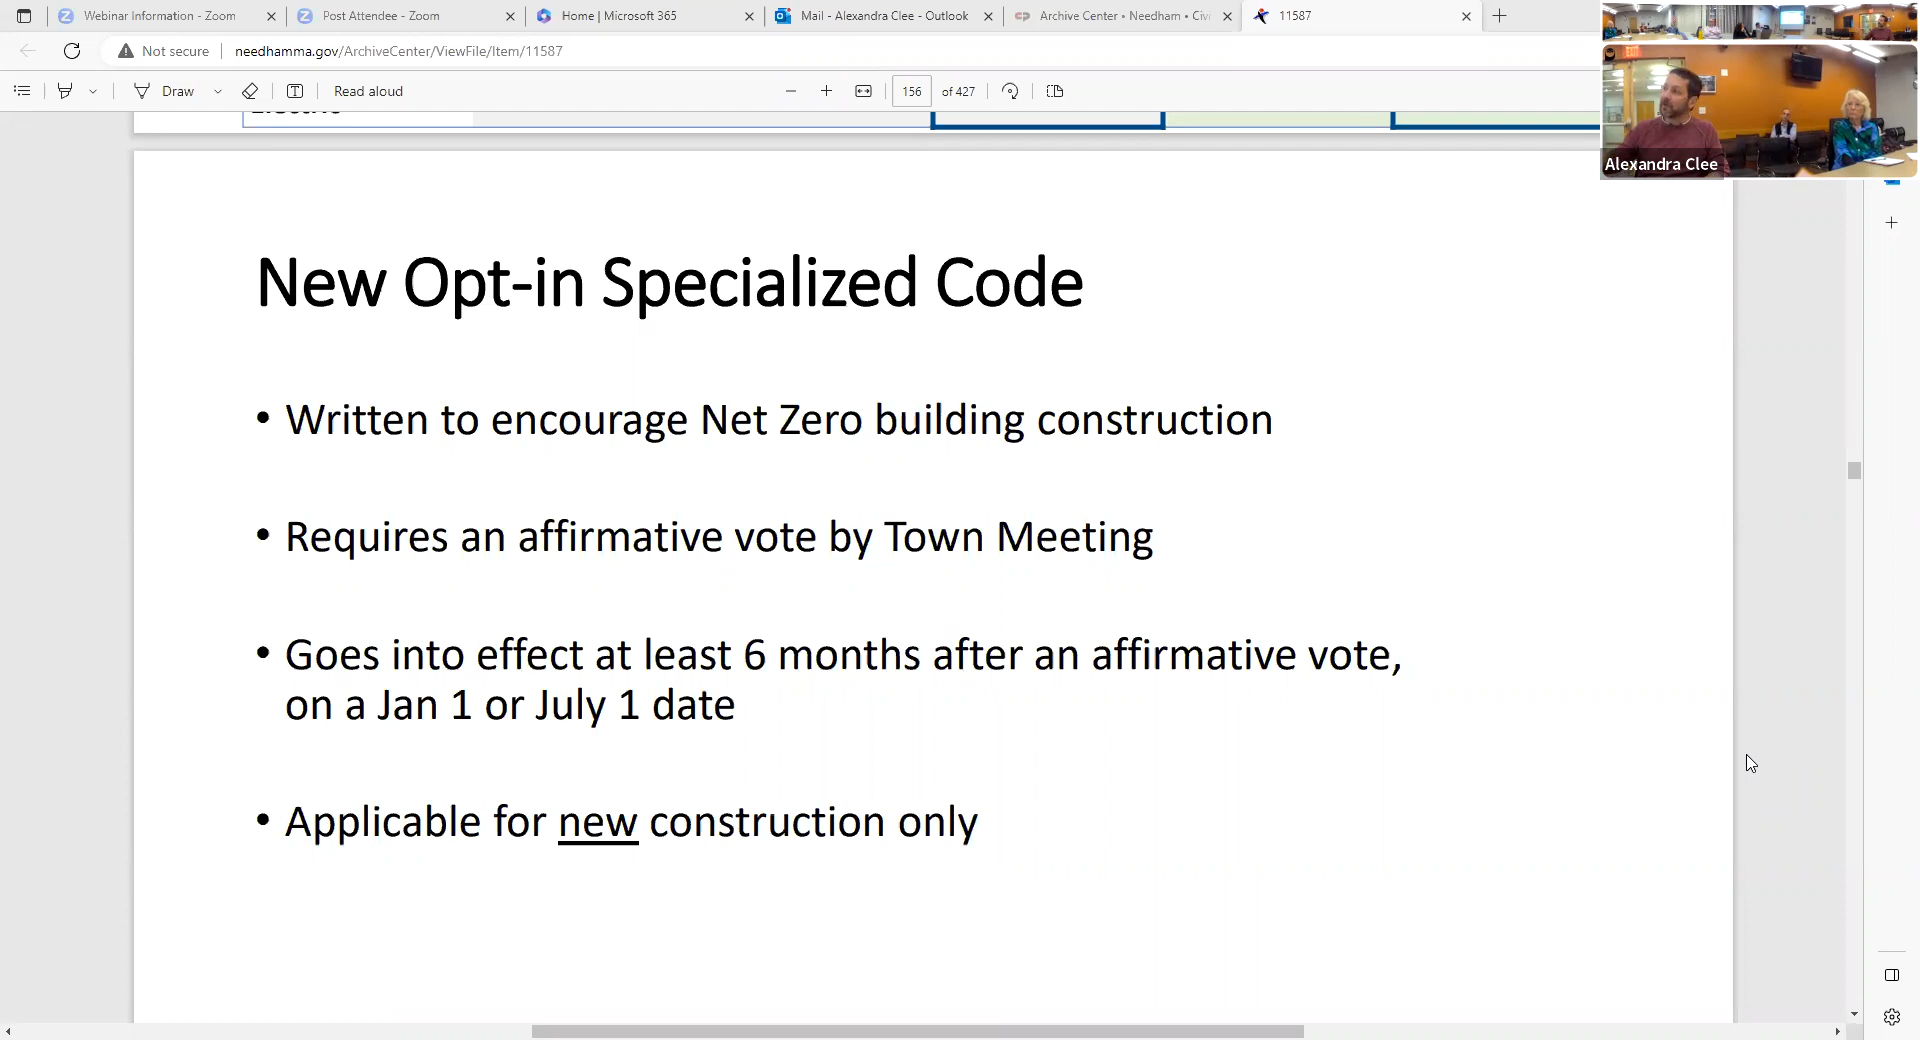 Webinar Information - Zoom
Post Attendee - Zoom
Home | Microsoft 365
Mail - Alexandra Clee - Outlook
Archive Center • Needham • Civi
11587
Not secure
needhamma.gov/ArchiveCenter/ViewFile/Item/11587
Draw
Read aloud
156
of 427
EXIT
Alexandra Clee
New Opt-in Specialized Code
• Written to encourage Net Zero building construction
• Requires an affirmative vote by Town Meeting
• Goes into effect at least 6 months after an affirmative vote,
on a Jan 1 or July 1 date
• Applicable for new construction only